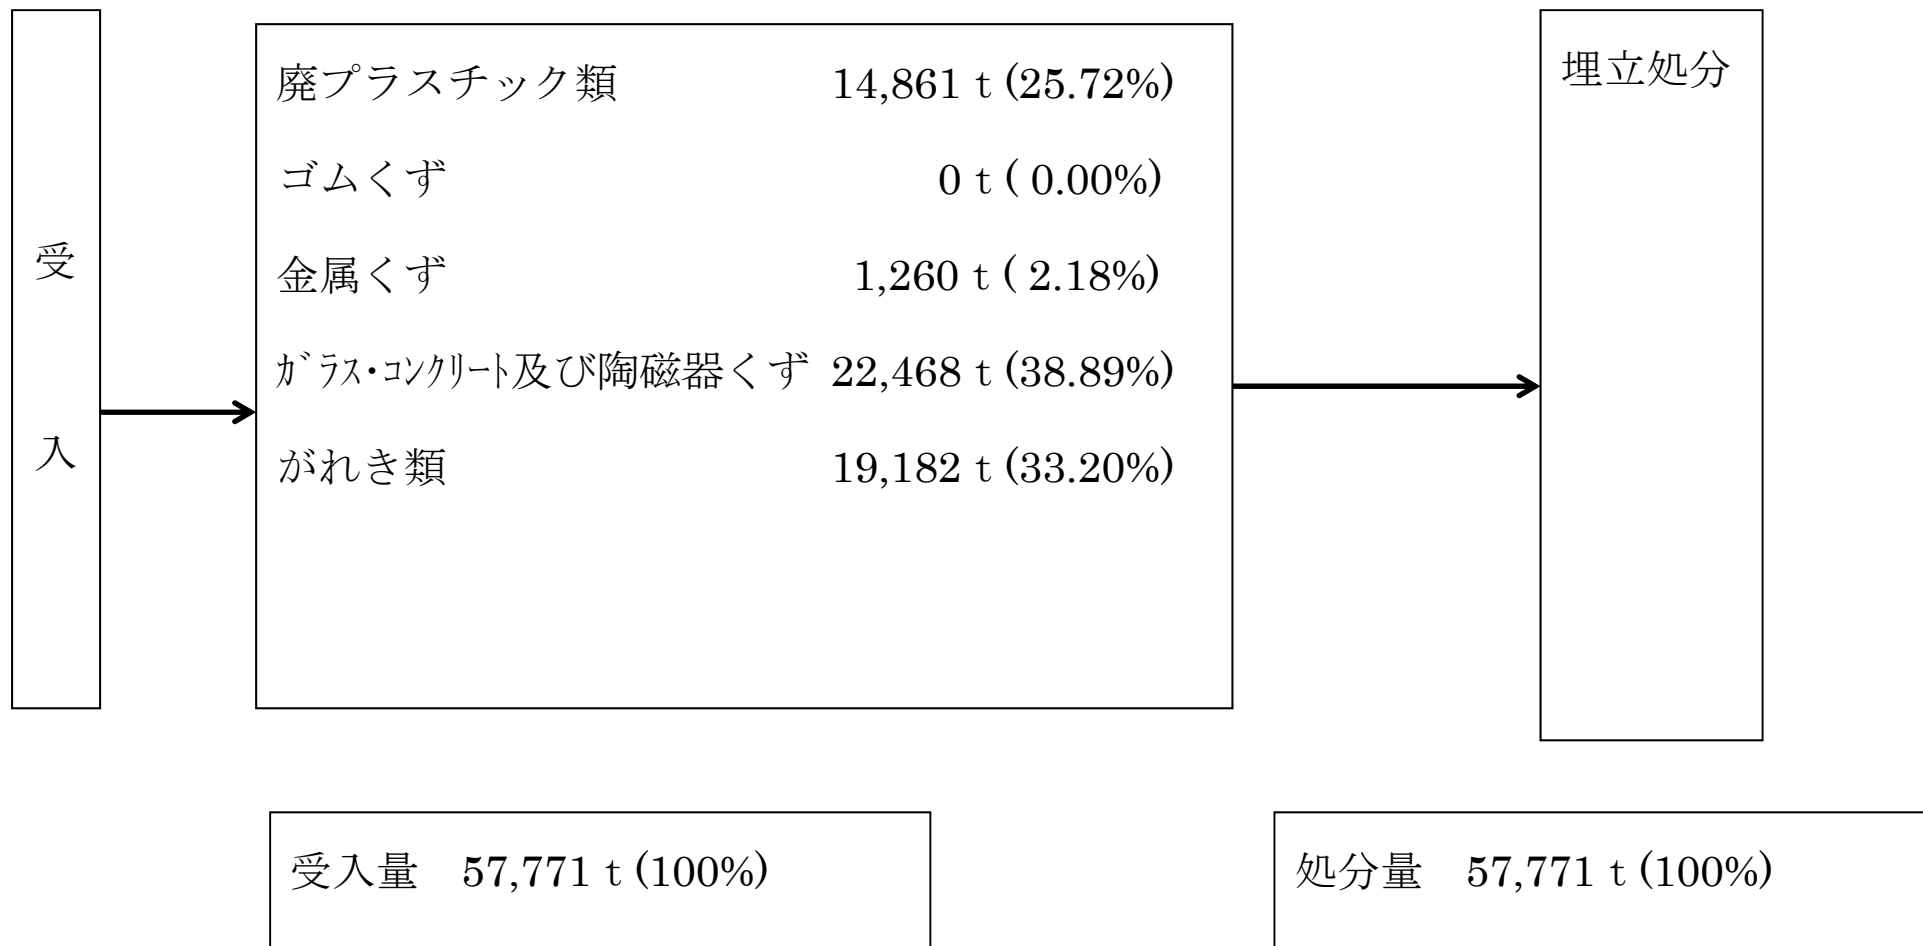 受
入
廃プラスチック類 14,861 t (25.72%)
ゴムくず 0 t ( 0.00%)
金属くず 1,260 t ( 2.18%)
ｶﾞﾗｽ・ｺﾝｸﾘｰﾄ及び陶磁器くず 22,468 t (38.89%)
がれき類 19,182 t (33.20%)
埋立処分
受入量 57,771 t (100%)
処分量 57,771 t (100%)